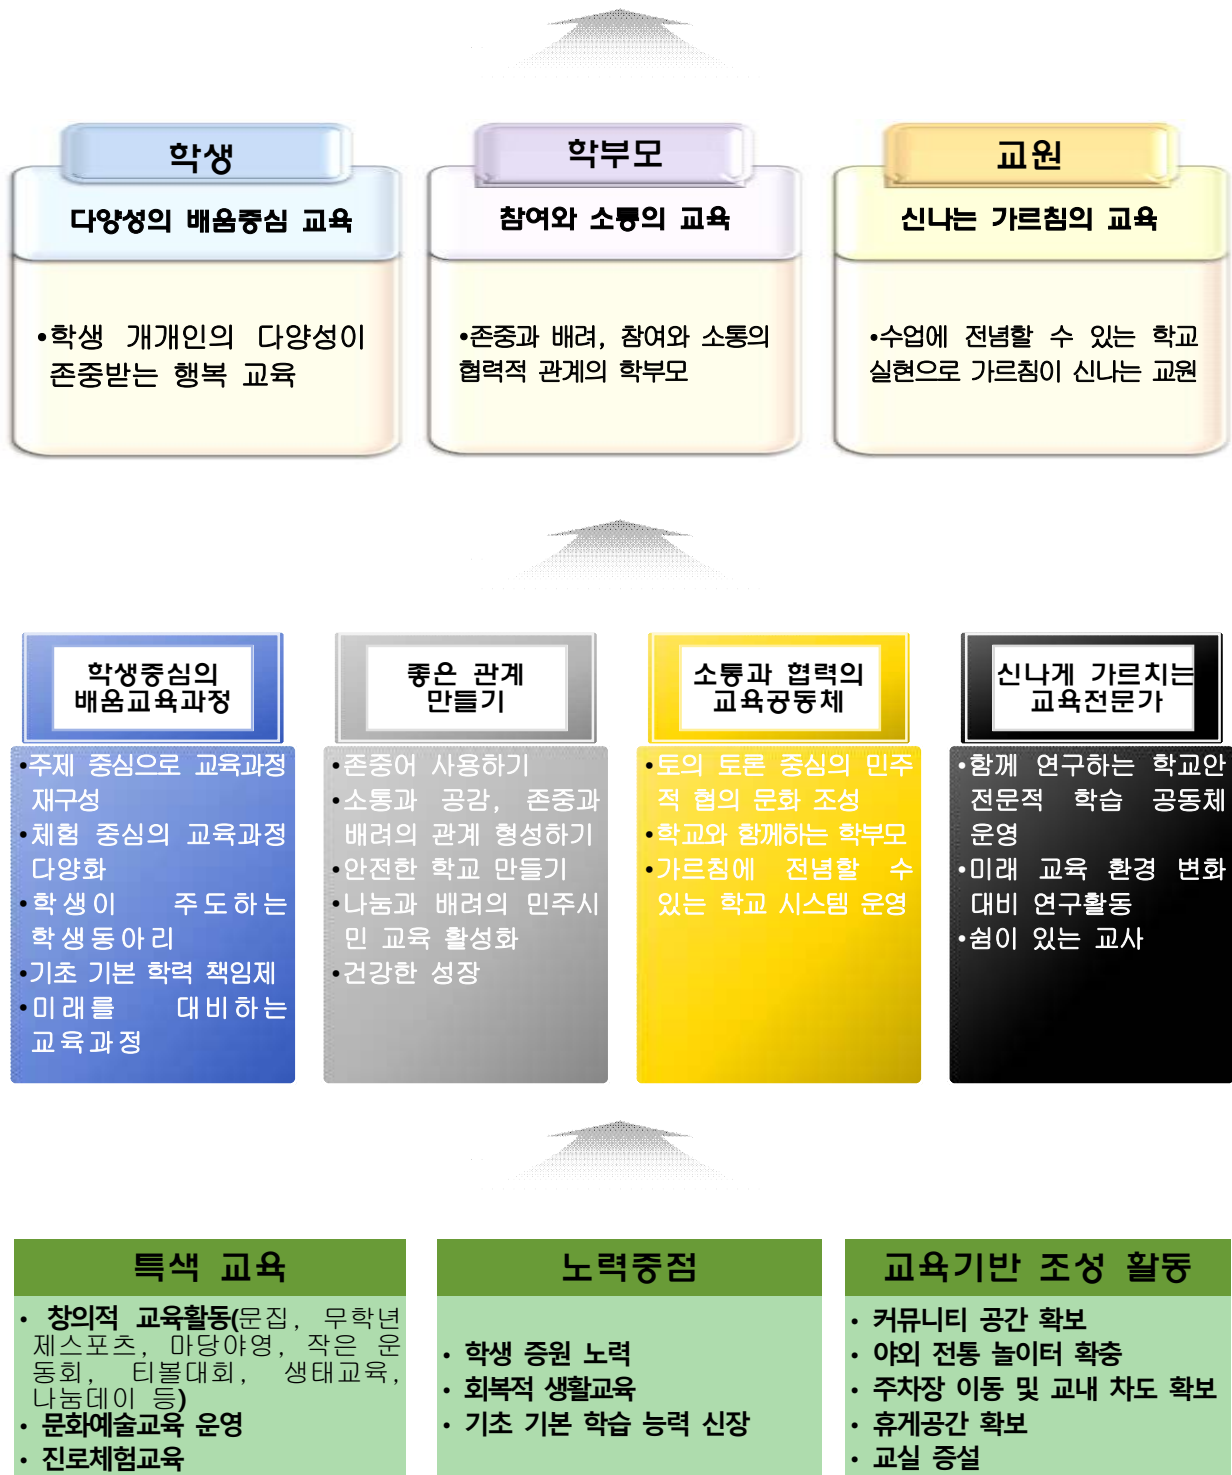 학생
다양성의 배움중심 교육
•학생 개개인의 다양성이
존중받는 행복 교육
학부모
참여와 소통의 교육
•존중과 배려, 참여와 소통의
협력적 관계의 학부모
교원
신나는 가르침의 교육
•수업에 전념할 수 있는 학교
실현으로 가르침이 신나는 교원
학생중심의
배움교육과정
•주제 중심으로 교육과정
재구성
•체험 중심의 교육과정
다양화
•학생이 주도하는
학생동아리
•기초 기본 학력 책임제
•미래를 대비하는
교육과정
좋은 관계
만들기
•존중어 사용하기
•소통과 공감, 존중과
배려의 관계 형성하기
•안전한 학교 만들기
•나눔과 배려의 민주시
민 교육 활성화
•건강한 성장
소통과 협력의
교육공동체
•토의 토론 중심의 민주
적 협의 문화 조성
•학교와 함께하는 학부모
•가르침에 전념할 수
있는 학교 시스템 운영
신나게 가르치는
교육전문가
•함께 연구하는 학교안
전문적 학습 공동체
운영
•미래 교육 환경 변화
대비 연구활동
•쉼이 있는 교사
특색 교육
• 창의적 교육활동(문집, 무학년
제스포츠, 마당야영, 작은 운
동회, 티볼대회, 생태교육,
나눔데이 등)
• 문화예술교육 운영
• 진로체험교육
노력중점
• 학생 증원 노력
• 회복적 생활교육
• 기초 기본 학습 능력 신장
교육기반 조성 활동
• 커뮤니티 공간 확보
• 야외 전통 놀이터 확충
• 주차장 이동 및 교내 차도 확보
• 휴게공간 확보
• 교실 증설